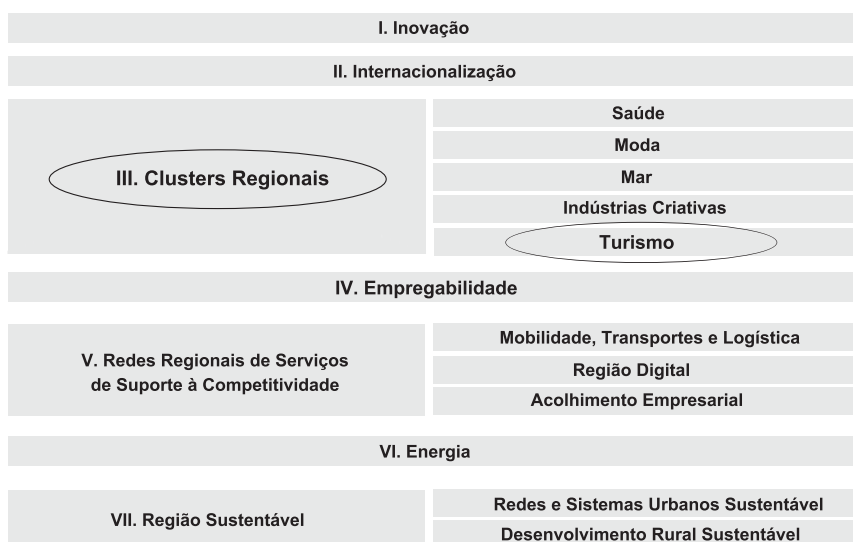 I. Inovação
II. Internacionalização
III. Clusters Regionais
Saúde
Moda
Mar
Indústrias Criativas
Turismo
IV. Empregabilidade
V. Redes Regionais de Serviços
de Suporte à Competitividade
Mobilidade, Transportes e Logística
Região Digital
Acolhimento Empresarial
VI. Energia
VII. Região Sustentável
Redes e Sistemas Urbanos Sustentável
Desenvolvimento Rural Sustentável